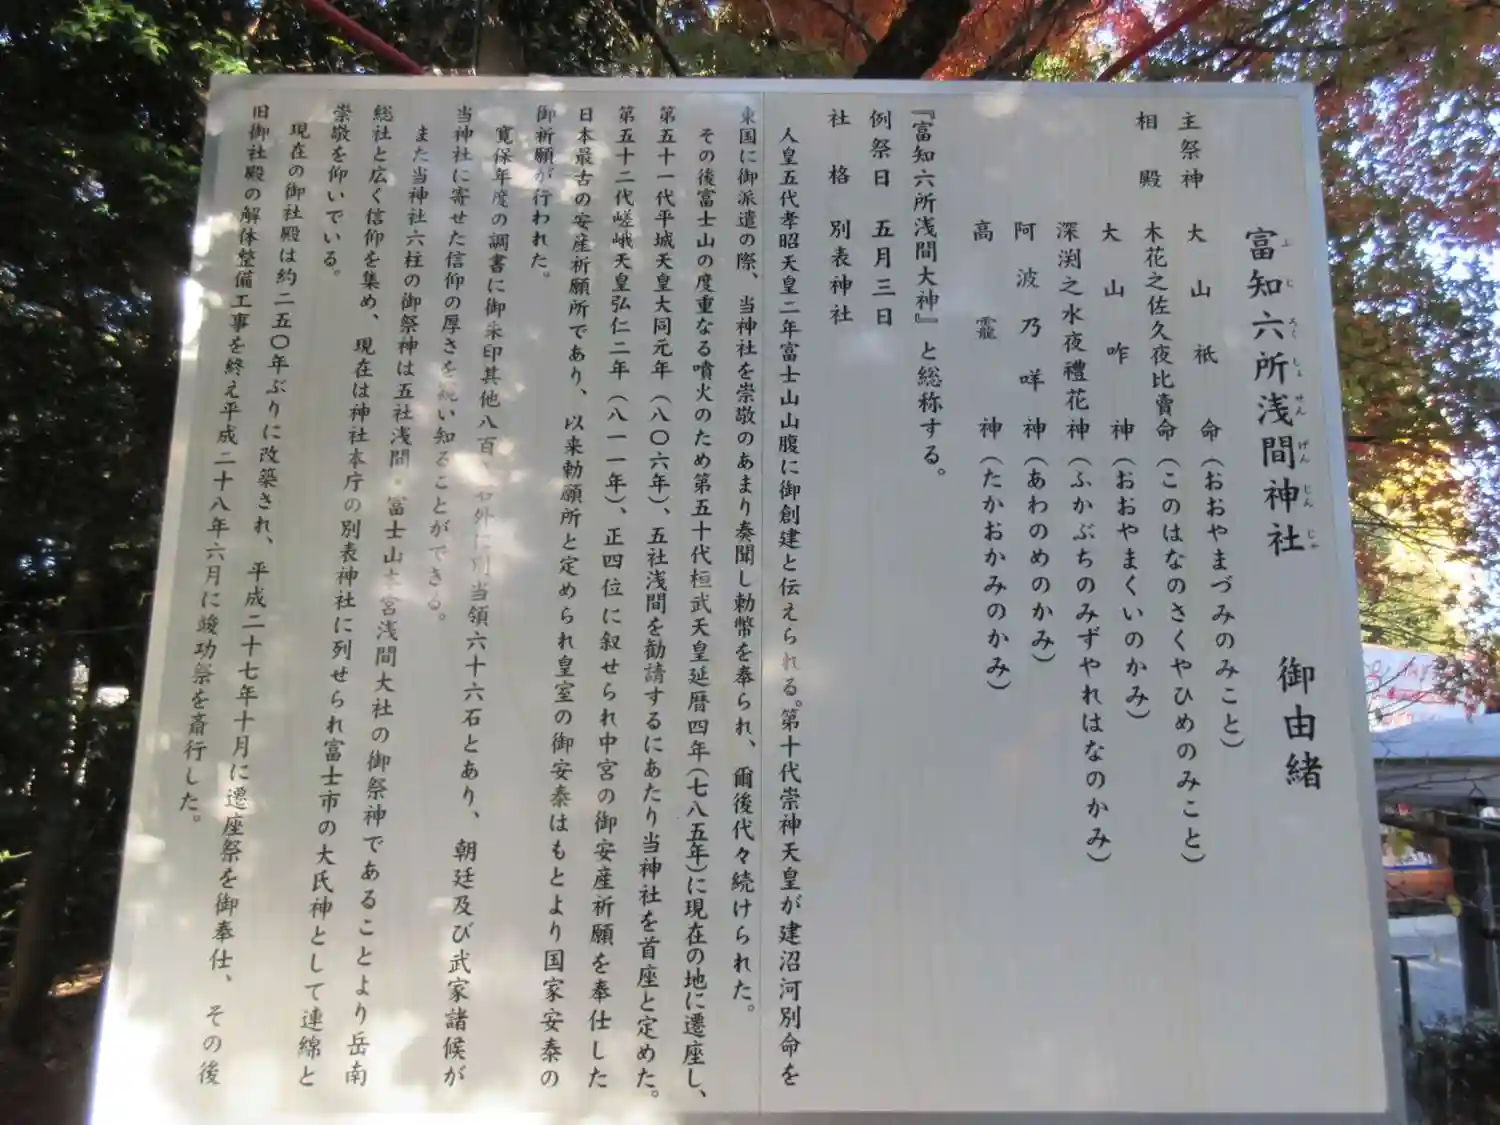 富知六所浅間神社　御由緒
ふじろくしょせんげんじんじゃ
主祭神　大山祇命（おおやまづみのみこと）
相殿　木花之佐久夜比賣命（このはなのさくやひめのみこと）
大山咋神（おおやまくいのかみ）
深渕之水夜禮花神（ふかぶちのみずやれはなのかみ）
阿波乃咩神（あわのめのかみ）
高龗神（たかおかみのかみ）
『富知六所浅間大神』と総称する。
例祭日　五月三日
社格　別表神社
人皇五代孝昭天皇二年富士山山腹に御創建と伝えられる。第十代崇神天皇が建沼河別命を
東国に御派遣の際、当神社を崇敬のあまり奏聞し勅幣を奉られ、爾後代々続けられた。
その後富士山の度重なる噴火のため第五十代桓武天皇延暦四年（七八五年）に現在の地に遷座し、
第五十一代平城天皇大同元年（八〇六年）、五社浅間を勧請するにあたり当神社を首座と定めた。
第五十二代嵯峨天皇弘仁二年（八一一年）、正四位に叙せられ中宮の御安産祈願を奉仕した
日本最古の安産祈願所であり、以来勅願所と定められ皇室の御安泰はもとより国家安泰の
御祈願が行われた。
寛保年度の調書に御朱印其他八百、石外に別当領六十六石とあり、朝廷及び武家諸候が
当神社に寄せた信仰の厚さを窺い知ることができる。
また当神社六柱の御祭神は五社浅間・富士山本宮浅間大社の御祭神であることより岳南
総社と広く信仰を集め、現在は神社本庁の別表神社に列せられ富士市の大氏神として連綿と
崇敬を仰いでいる。
現在の御社殿は約二五〇年ぶりに改築され、平成二十七年十月に遷座祭を御奉仕、その後
旧御社殿の解体整備工事を終え平成二十八年六月に竣功祭を斎行した。